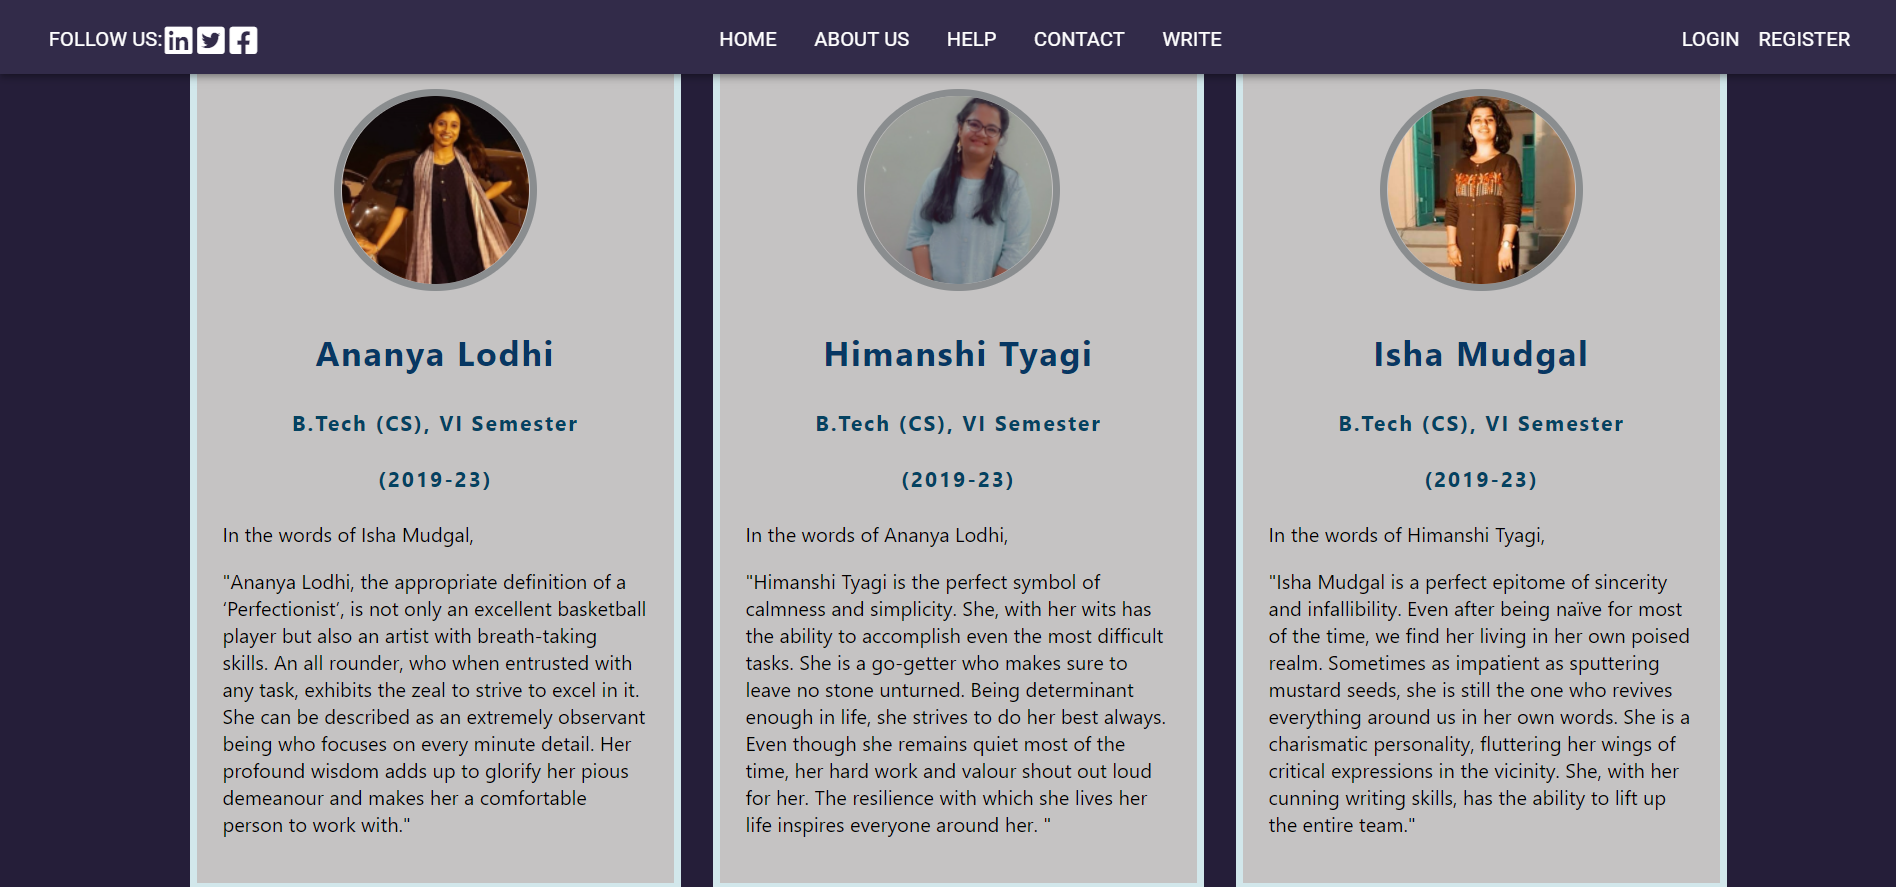 FOLLOW US:
HOME ABOUT US HELP CONTACT WRITE
LOGIN REGISTER
Ananya Lodhi
B.Tech (CS), VI Semester
(2019-23)
In the words of Isha Mudgal,
"Ananya Lodhi, the appropriate definition of a
‘Perfectionist’, is not only an excellent basketball
player but also an artist with breath-taking
skills. An all rounder, who when entrusted with
any task, exhibits the zeal to strive to excel in it.
She can be described as an extremely observant
being who focuses on every minute detail. Her
profound wisdom adds up to glorify her pious
demeanour and makes her a comfortable
person to work with."
Himanshi Tyagi
B.Tech (CS), VI Semester
(2019-23)
In the words of Ananya Lodhi,
"Himanshi Tyagi is the perfect symbol of
calmness and simplicity. She, with her wits has
the ability to accomplish even the most difficult
tasks. She is a go-getter who makes sure to
leave no stone unturned. Being determinant
enough in life, she strives to do her best always.
Even though she remains quiet most of the
time, her hard work and valour shout out loud
for her. The resilience with which she lives her
life inspires everyone around her. "
Isha Mudgal
B.Tech (CS), VI Semester
(2019-23)
In the words of Himanshi Tyagi,
"Isha Mudgal is a perfect epitome of sincerity
and infallibility. Even after being naïve for most
of the time, we find her living in her own poised
realm. Sometimes as impatient as sputtering
mustard seeds, she is still the one who revives
everything around us in her own words. She is a
charismatic personality, fluttering her wings of
critical expressions in the vicinity. She, with her
cunning writing skills, has the ability to lift up
the entire team."